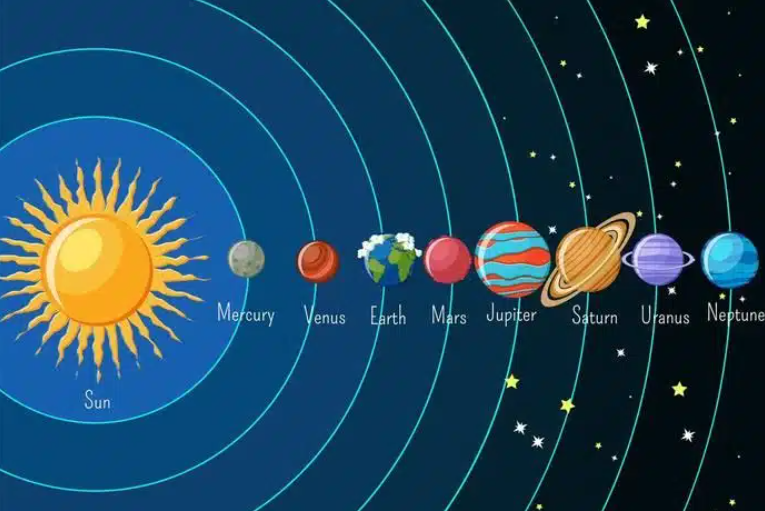 Mercury
Venus
Earth
Mars
Jupiter
Saturn
Uranus
Neptune
Sun